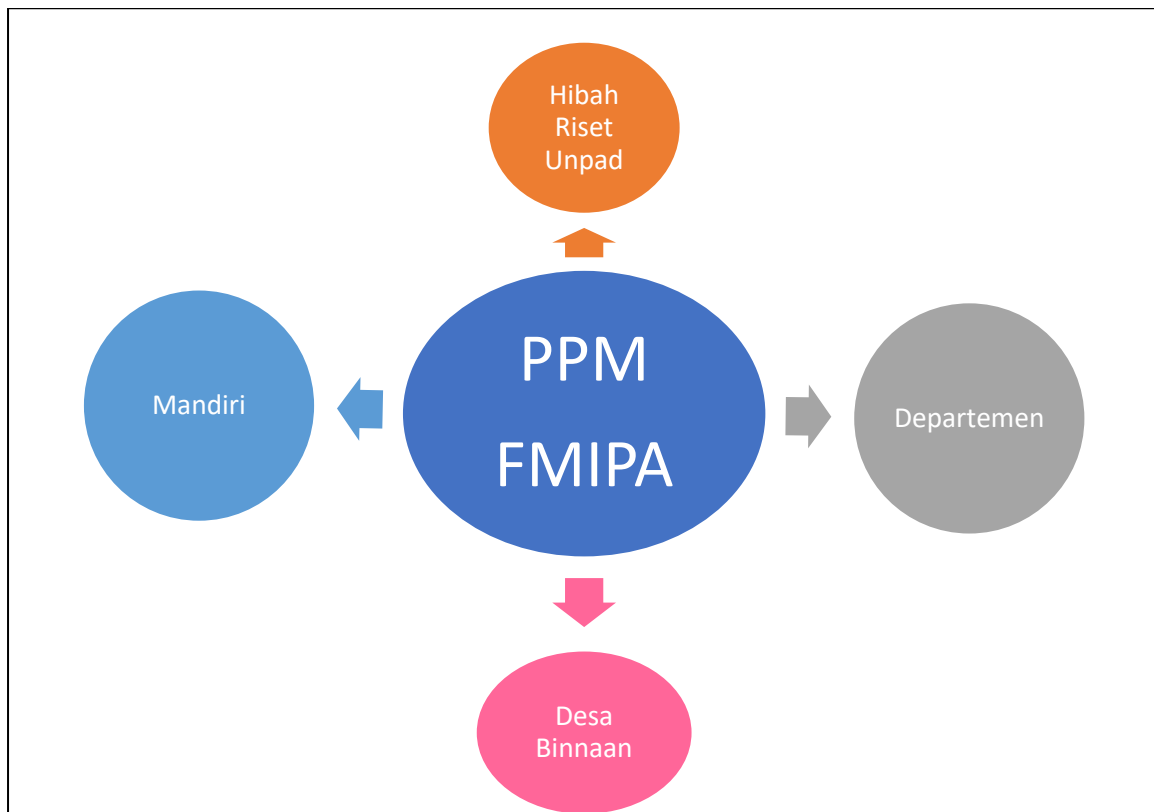 Hibah
Riset
Unpad
Mandiri
PPM
FMIPA
Departemen
Desa
Binnaan